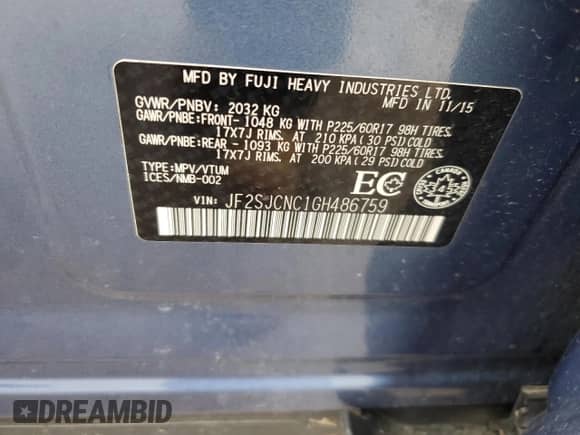 MFD BY FUJI HEAVY INDUSTRIES LTD.
MFD IN 11/15
GVWR/PNBV: 2032 KG
GAWR/PNBE:FRONT- 1048 KG WITH P225/60R17 98H TIRES.
17X7J RIMS. AT 210 KPA ( 30 PSI) COLD
GAWR/PNBE:REAR - 1093 KG WITH P225/60R17 98H TIRES.
17X7J RIMS. AT 200 KPA ( 29 PSI) COLD
TYPE:MPV/VTUM
ICES/NMB-002
EC
CANADA
VIN: JF2SJCNC1GH486759
DREAMBID